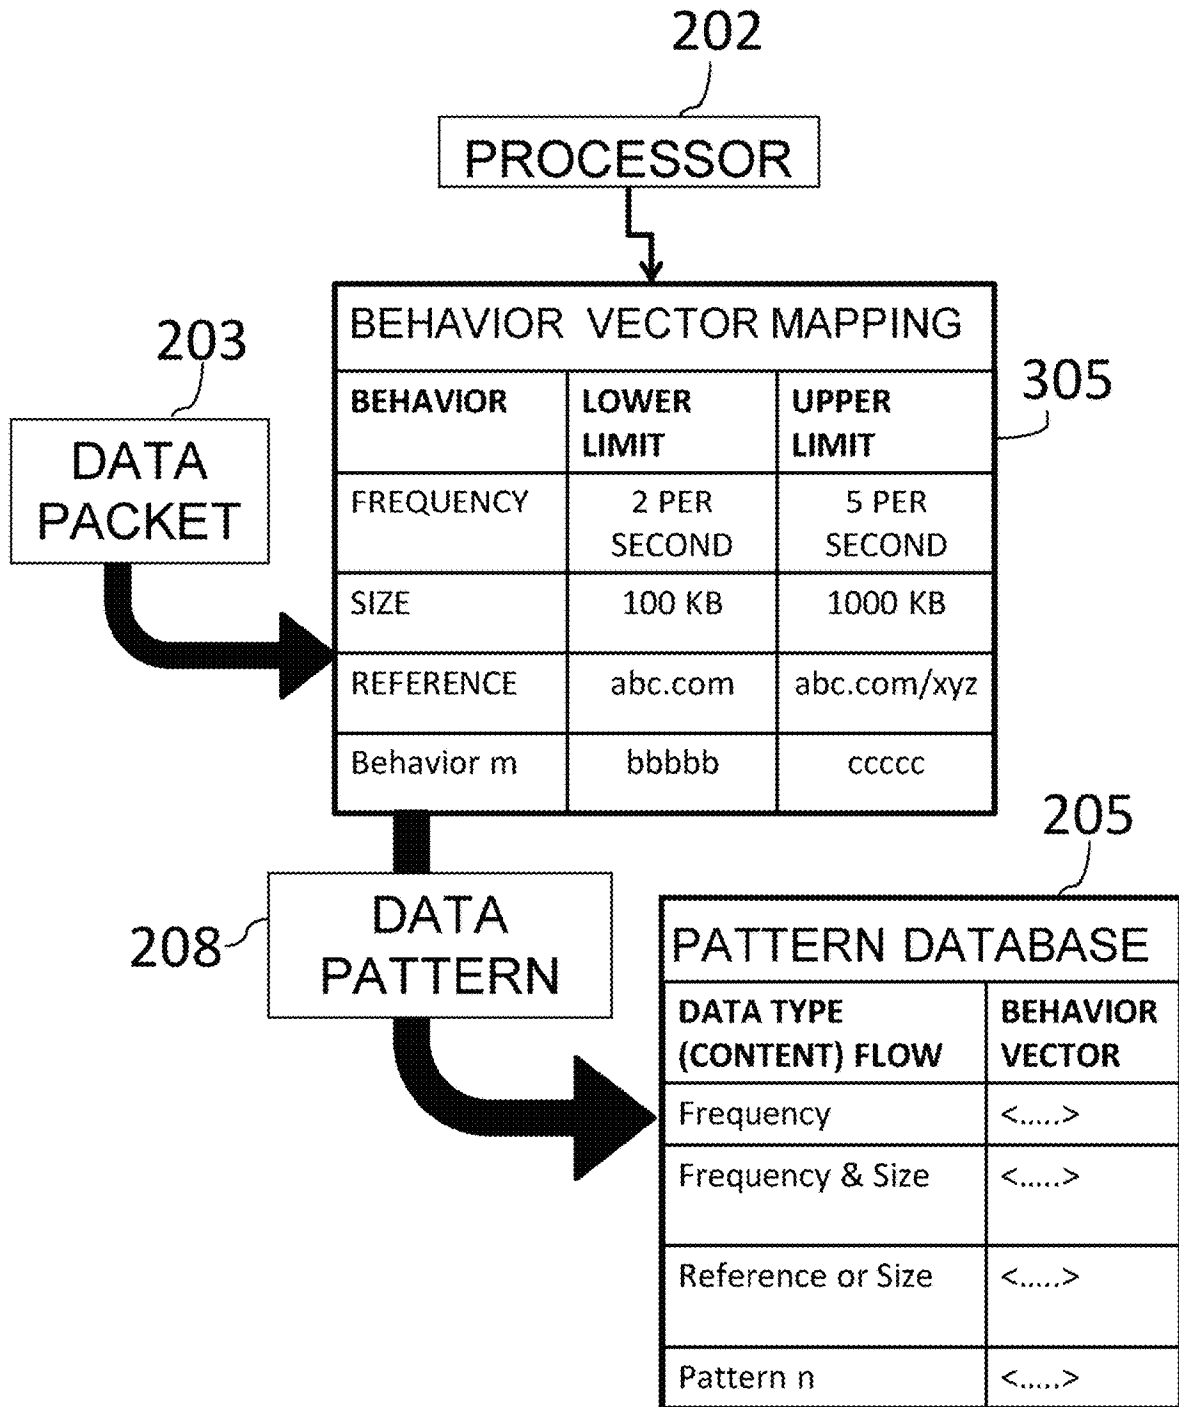 202
PROCESSOR
BEHAVIOR VECTOR MAPPING
203
305
BEHAVIOR
LOWER
LIMIT
UPPER
LIMIT
DATA
PACKET
FREQUENCY
2 PER
SECOND
5 PER
SECOND
SIZE
100 KB
1000 KB
REFERENCE
abc.com
abc.com/xyz
Behavior m
bbbbb
ccccc
205
208
DATA
PATTERN
PATTERN DATABASE
DATA TYPE
(CONTENT) FLOW
BEHAVIOR
VECTOR
Frequency
<.....>
Frequency & Size
<.....>
Reference or Size
<.....>
Pattern n
<.....>